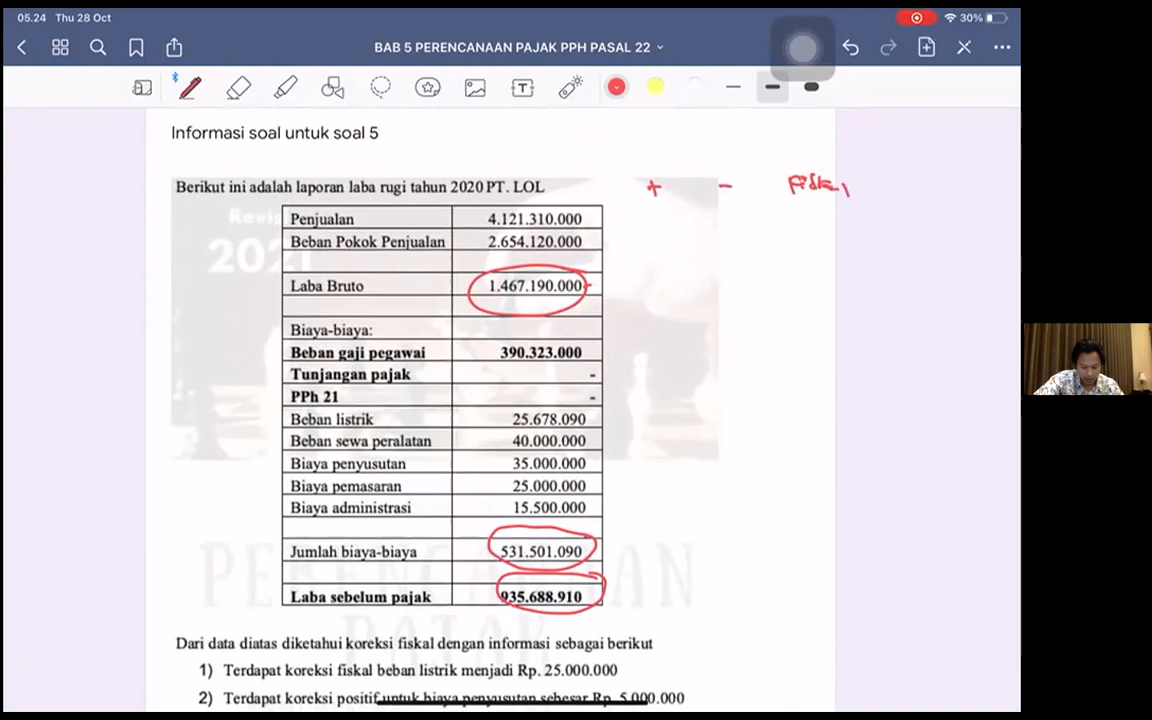 05.24 Thu 28 Oct
30%
BAB 5 PERENCANAAN PAJAK PPH PASAL 22
Informasi soal untuk soal 5
Berikut ini adalah laporan laba rugi tahun 2020 PT. LOL
+ -
Revis
2021
Penjualan 4.121.310.000
Beban Pokok Penjualan 2.654.120.000
Laba Bruto 1.467.190.000
Biaya-biaya:
Beban gaji pegawai 390.323.000
Tunjangan pajak -
PPh 21 -
Beban listrik 25.678.090
Beban sewa peralatan 40.000.000
Biaya penyusutan 35.000.000
Biaya pemasaran 25.000.000
Biaya administrasi 15.500.000
Jumlah biaya-biaya 531.501.090
PERENCANAAN
Laba sebelum pajak 935.688.910
PAJAK
Dari data diatas diketahui koreksi fiskal dengan informasi sebagai berikut
1) Terdapat koreksi fiskal beban listrik menjadi Rp. 25.000.000
2) Terdapat koreksi positif untuk biaya penyusutan sebesar Rp. 5.000.000